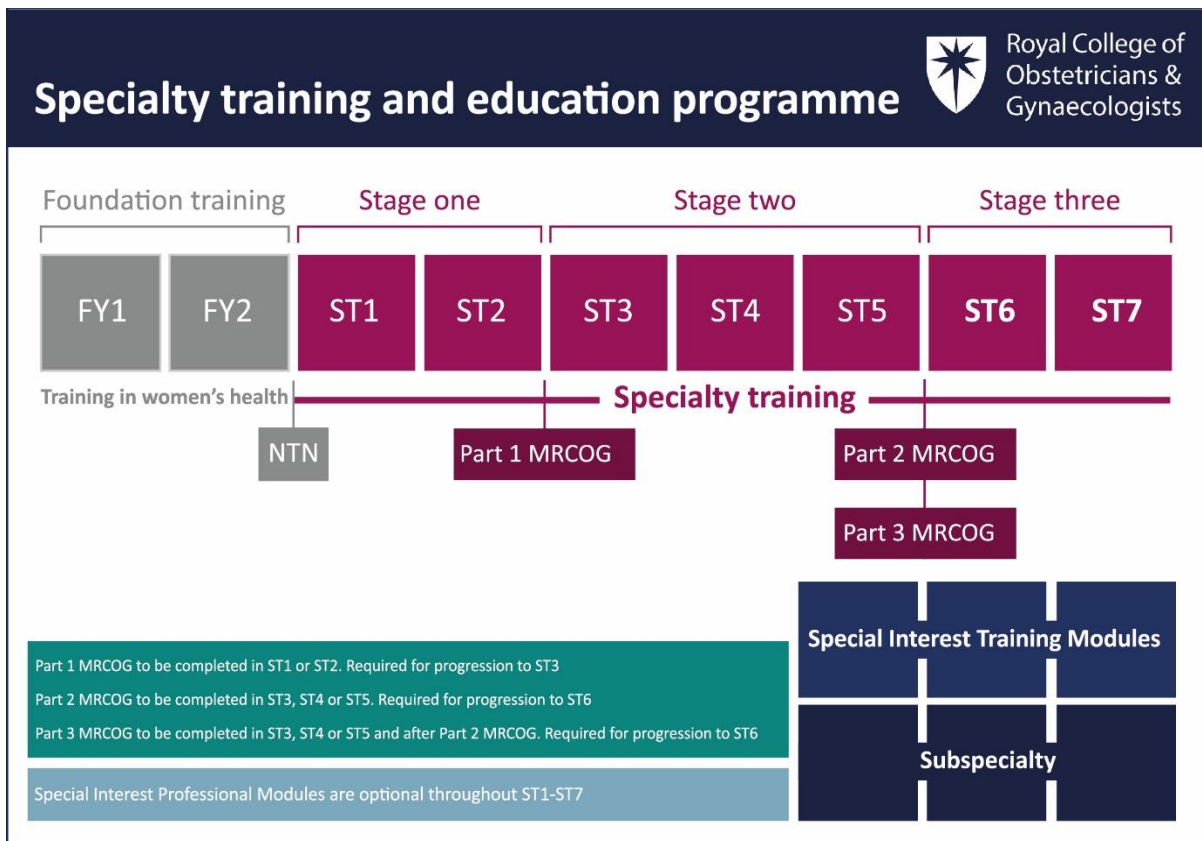 Specialty training and education programme
Royal College of
Obstetricians &
Gynaecologists
Foundation training
Stage one
Stage two
Stage three
FY1
FY2
ST1
ST2
ST3
ST4
ST5
ST6
ST7
Training in women's health
Specialty training
NTN
Part 1 MRCOG
Part 2 MRCOG
Part 3 MRCOG
Part 1 MRCOG to be completed in ST1 or ST2. Required for progression to ST3
Part 2 MRCOG to be completed in ST3, ST4 or ST5. Required for progression to ST6
Part 3 MRCOG to be completed in ST3, ST4 or ST5 and after Part 2 MRCOG. Required for progression to ST6
Special Interest Professional Modules are optional throughout ST1-ST7
Special Interest Training Modules
Subspecialty